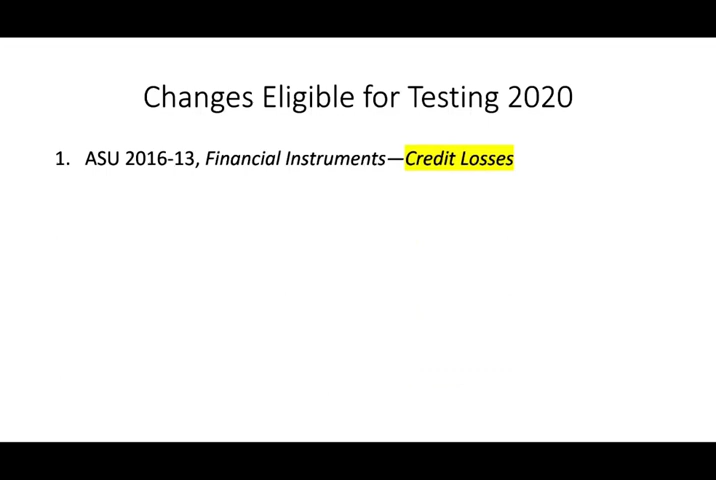 Changes Eligible for Testing 2020
1. ASU 2016-13, Financial Instruments—Credit Losses